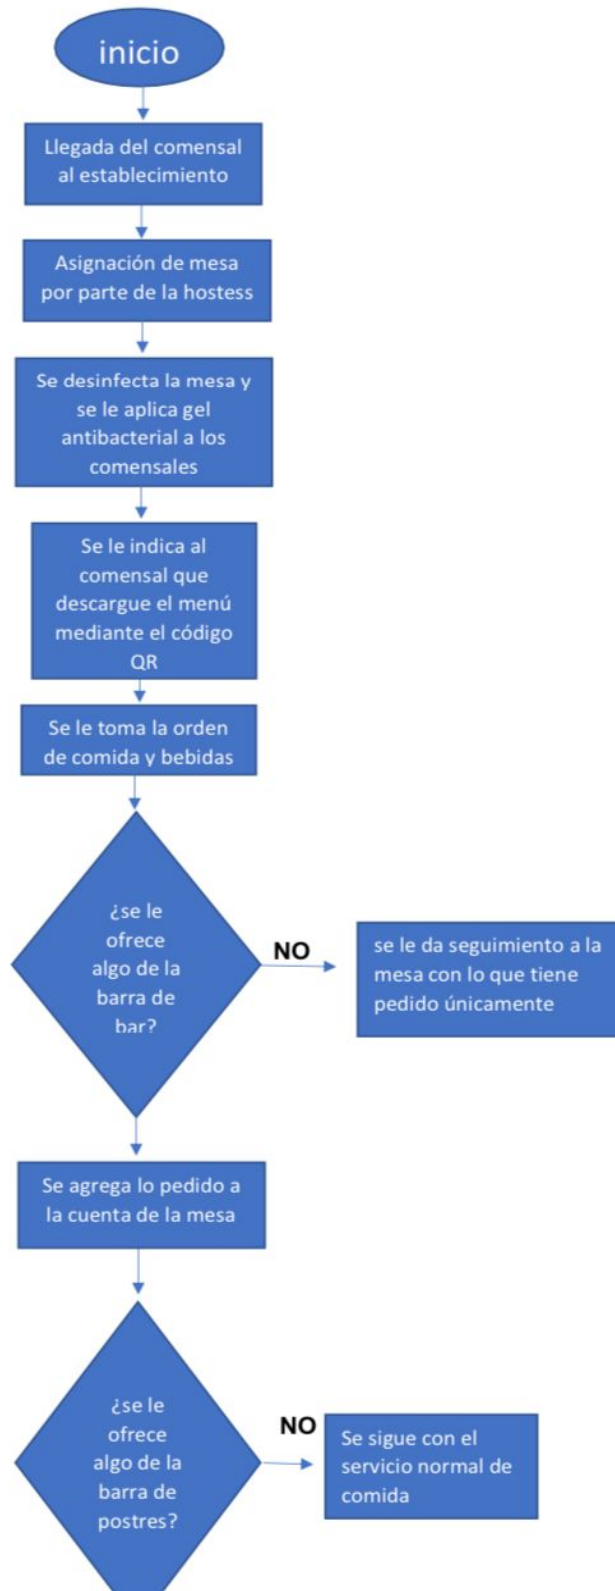 inicio
Llegada del comensal
al establecimiento
Asignación de mesa
por parte de la hostess
Se desinfecta la mesa y
se le aplica gel
antibacterial a los
comensales
Se le indica al
comensal que
descargue el menú
mediante el código
QR
Se le toma la orden
de comida y bebidas
¿se le
ofrece
algo de la
barra de
bar?
NO
se le da seguimiento a la
mesa con lo que tiene
pedido únicamente
Se agrega lo pedido a
la cuenta de la mesa
¿se le
ofrece
algo de la
barra de
postres?
NO
Se sigue con el
servicio normal de
comida